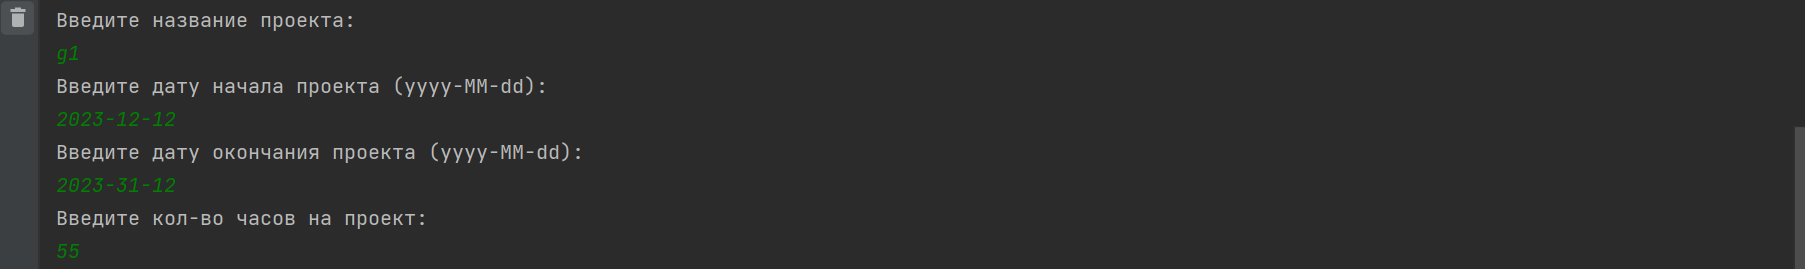 Введите название проекта:
g1
Введите дату начала проекта (yyyy-MM-dd):
2023-12-12
Введите дату окончания проекта (yyyy-MM-dd):
2023-31-12
Введите кол-во часов на проект:
55